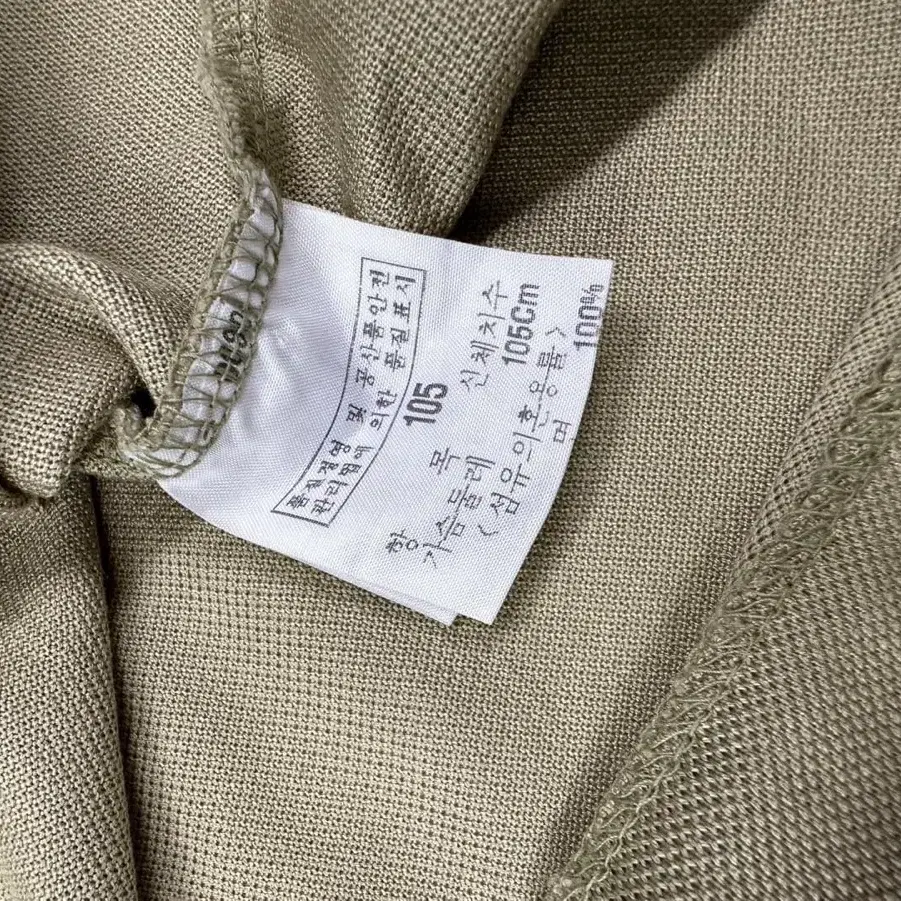 품질경영 및 공산품안전
관리법에 의한 품질표시
105
항 목 신체치수
가슴둘레 105Cm
<섬유의혼용률>
면 100%